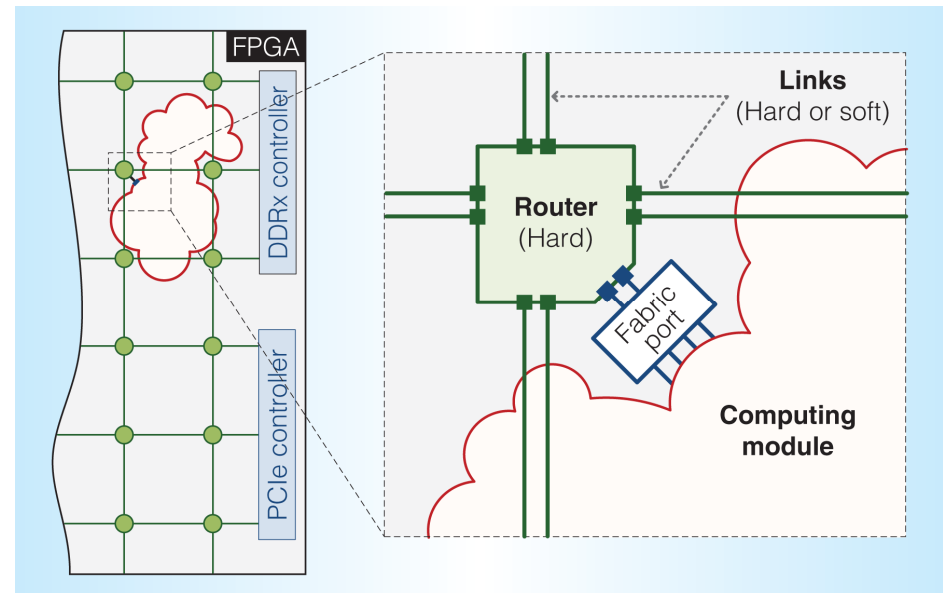 FPGA
DDRx controller
PCIe controller
Links
(Hard or soft)
Router
(Hard)
Fabric
port
Computing
module